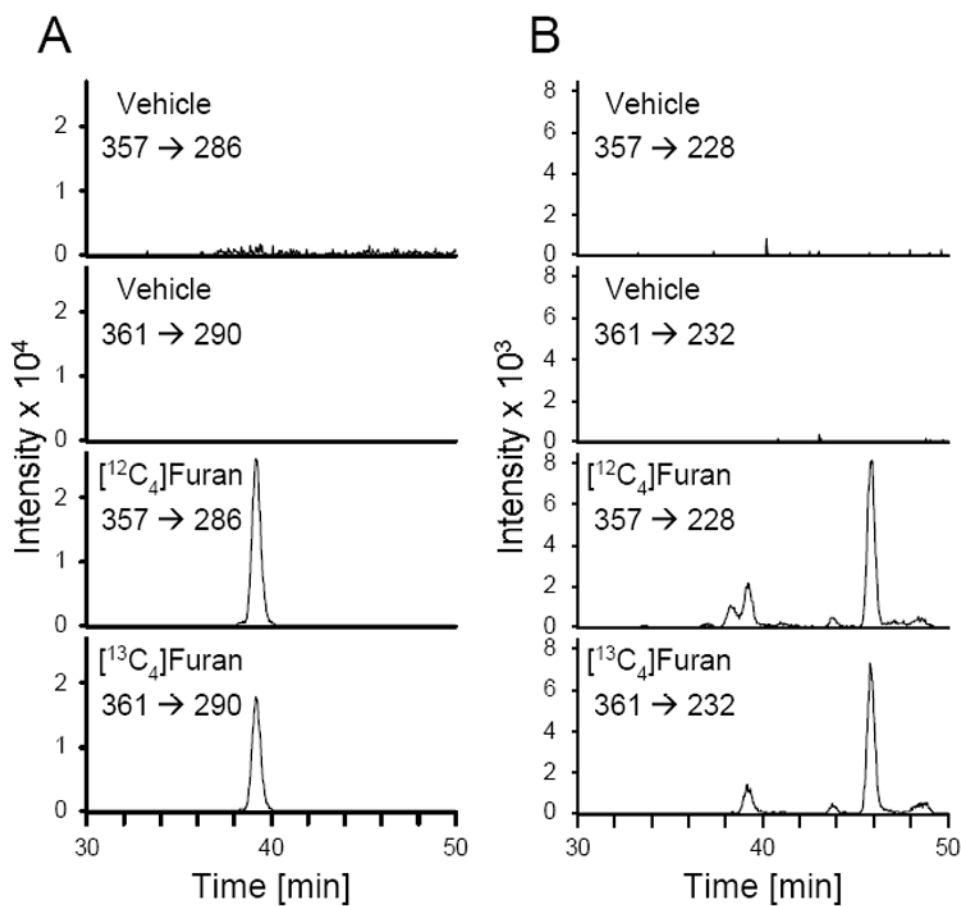 A
Vehicle
357 → 286
2
1
0
Vehicle
361 → 290
2
1
0
[¹²C₄]Furan
357 → 286
2
1
0
[¹³C₄]Furan
361 → 290
2
1
0
Intensity x 10⁴
30 40 50
Time [min]
B
Vehicle
357 → 228
8
6
4
2
0
Vehicle
361 → 232
8
6
4
2
0
[¹²C₄]Furan
357 → 228
8
6
4
2
0
[¹³C₄]Furan
361 → 232
8
6
4
2
0
Intensity x 10³
30 40 50
Time [min]